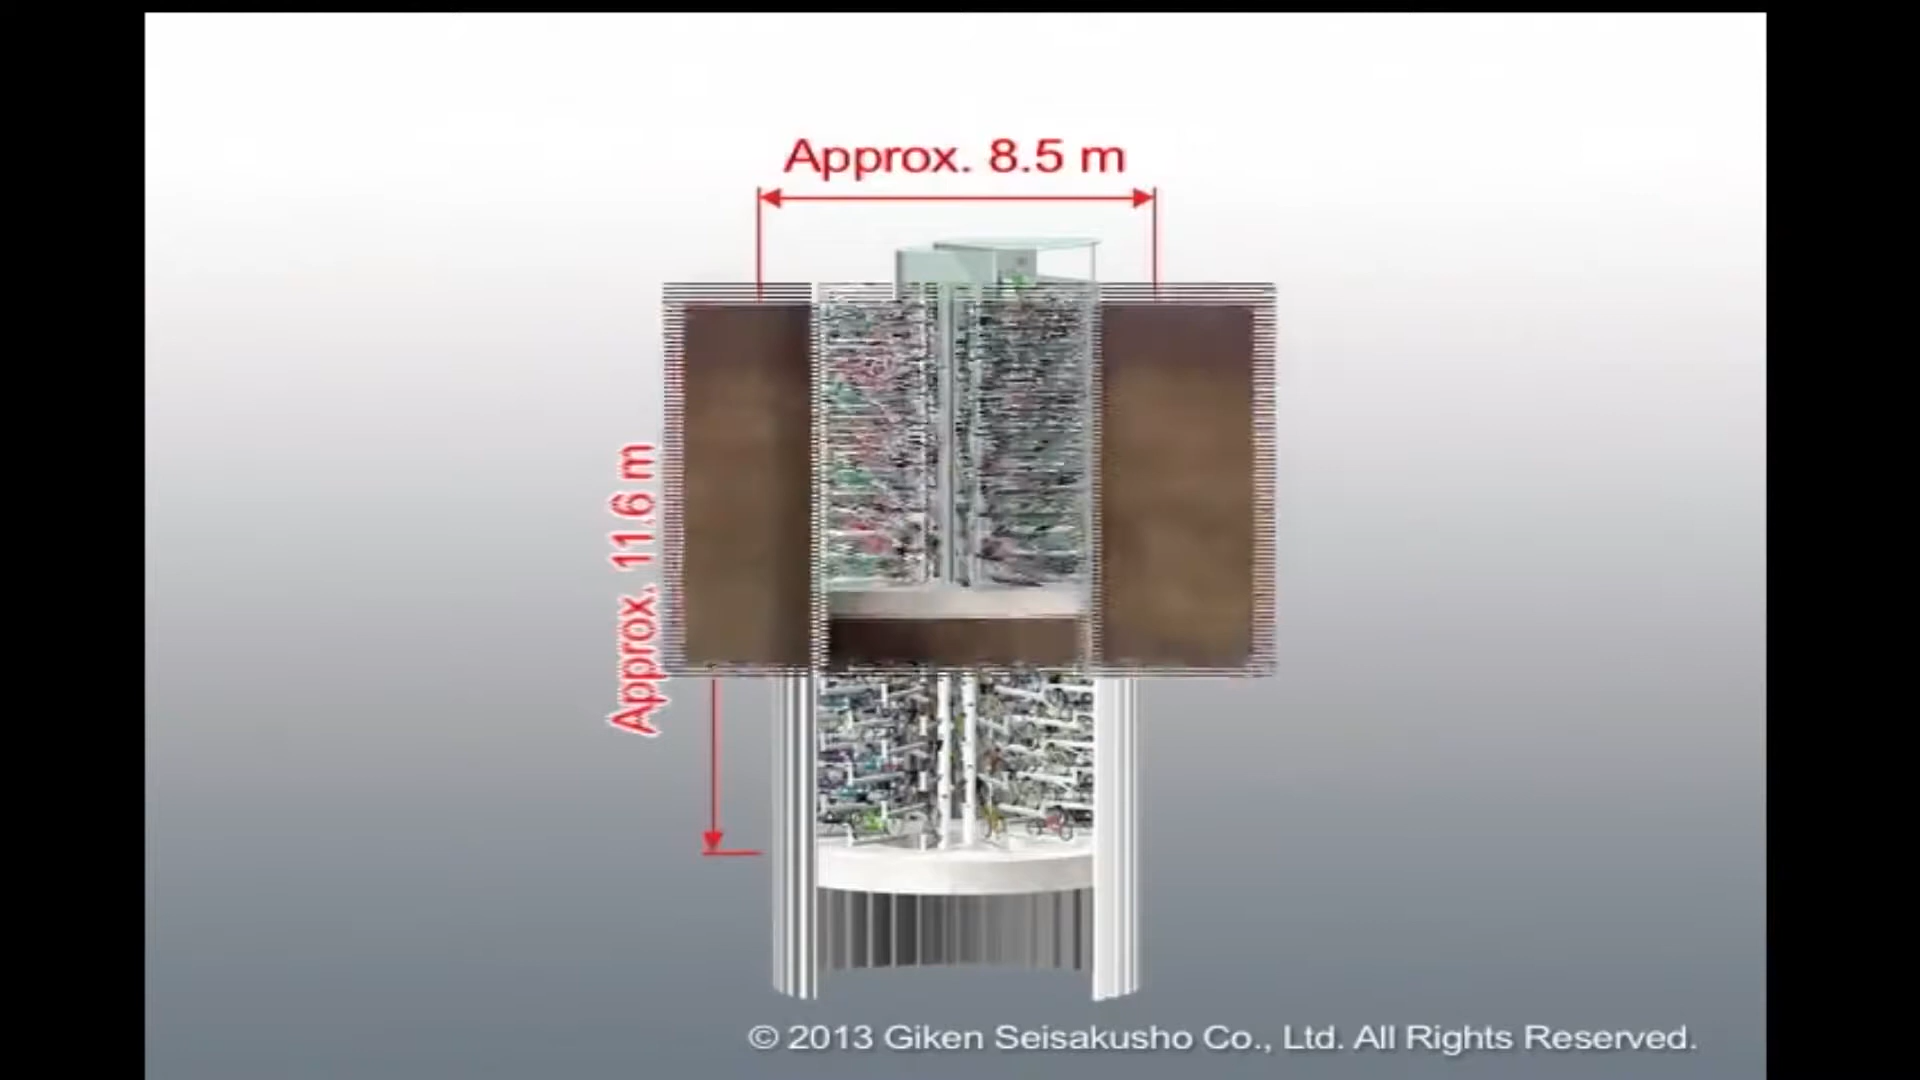 Approx. 8.5 m
Approx. 11.6 m
© 2013 Giken Seisakusho Co., Ltd. All Rights Reserved.